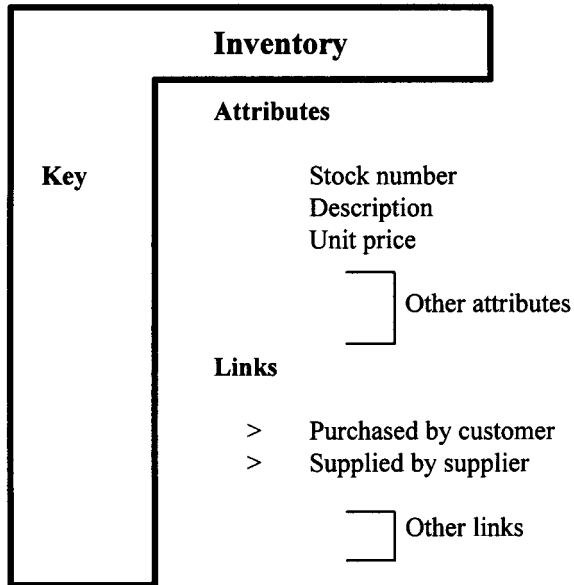 Inventory
Attributes
Key
Stock number
Description
Unit price
Other attributes
Links
> Purchased by customer
> Supplied by supplier
Other links